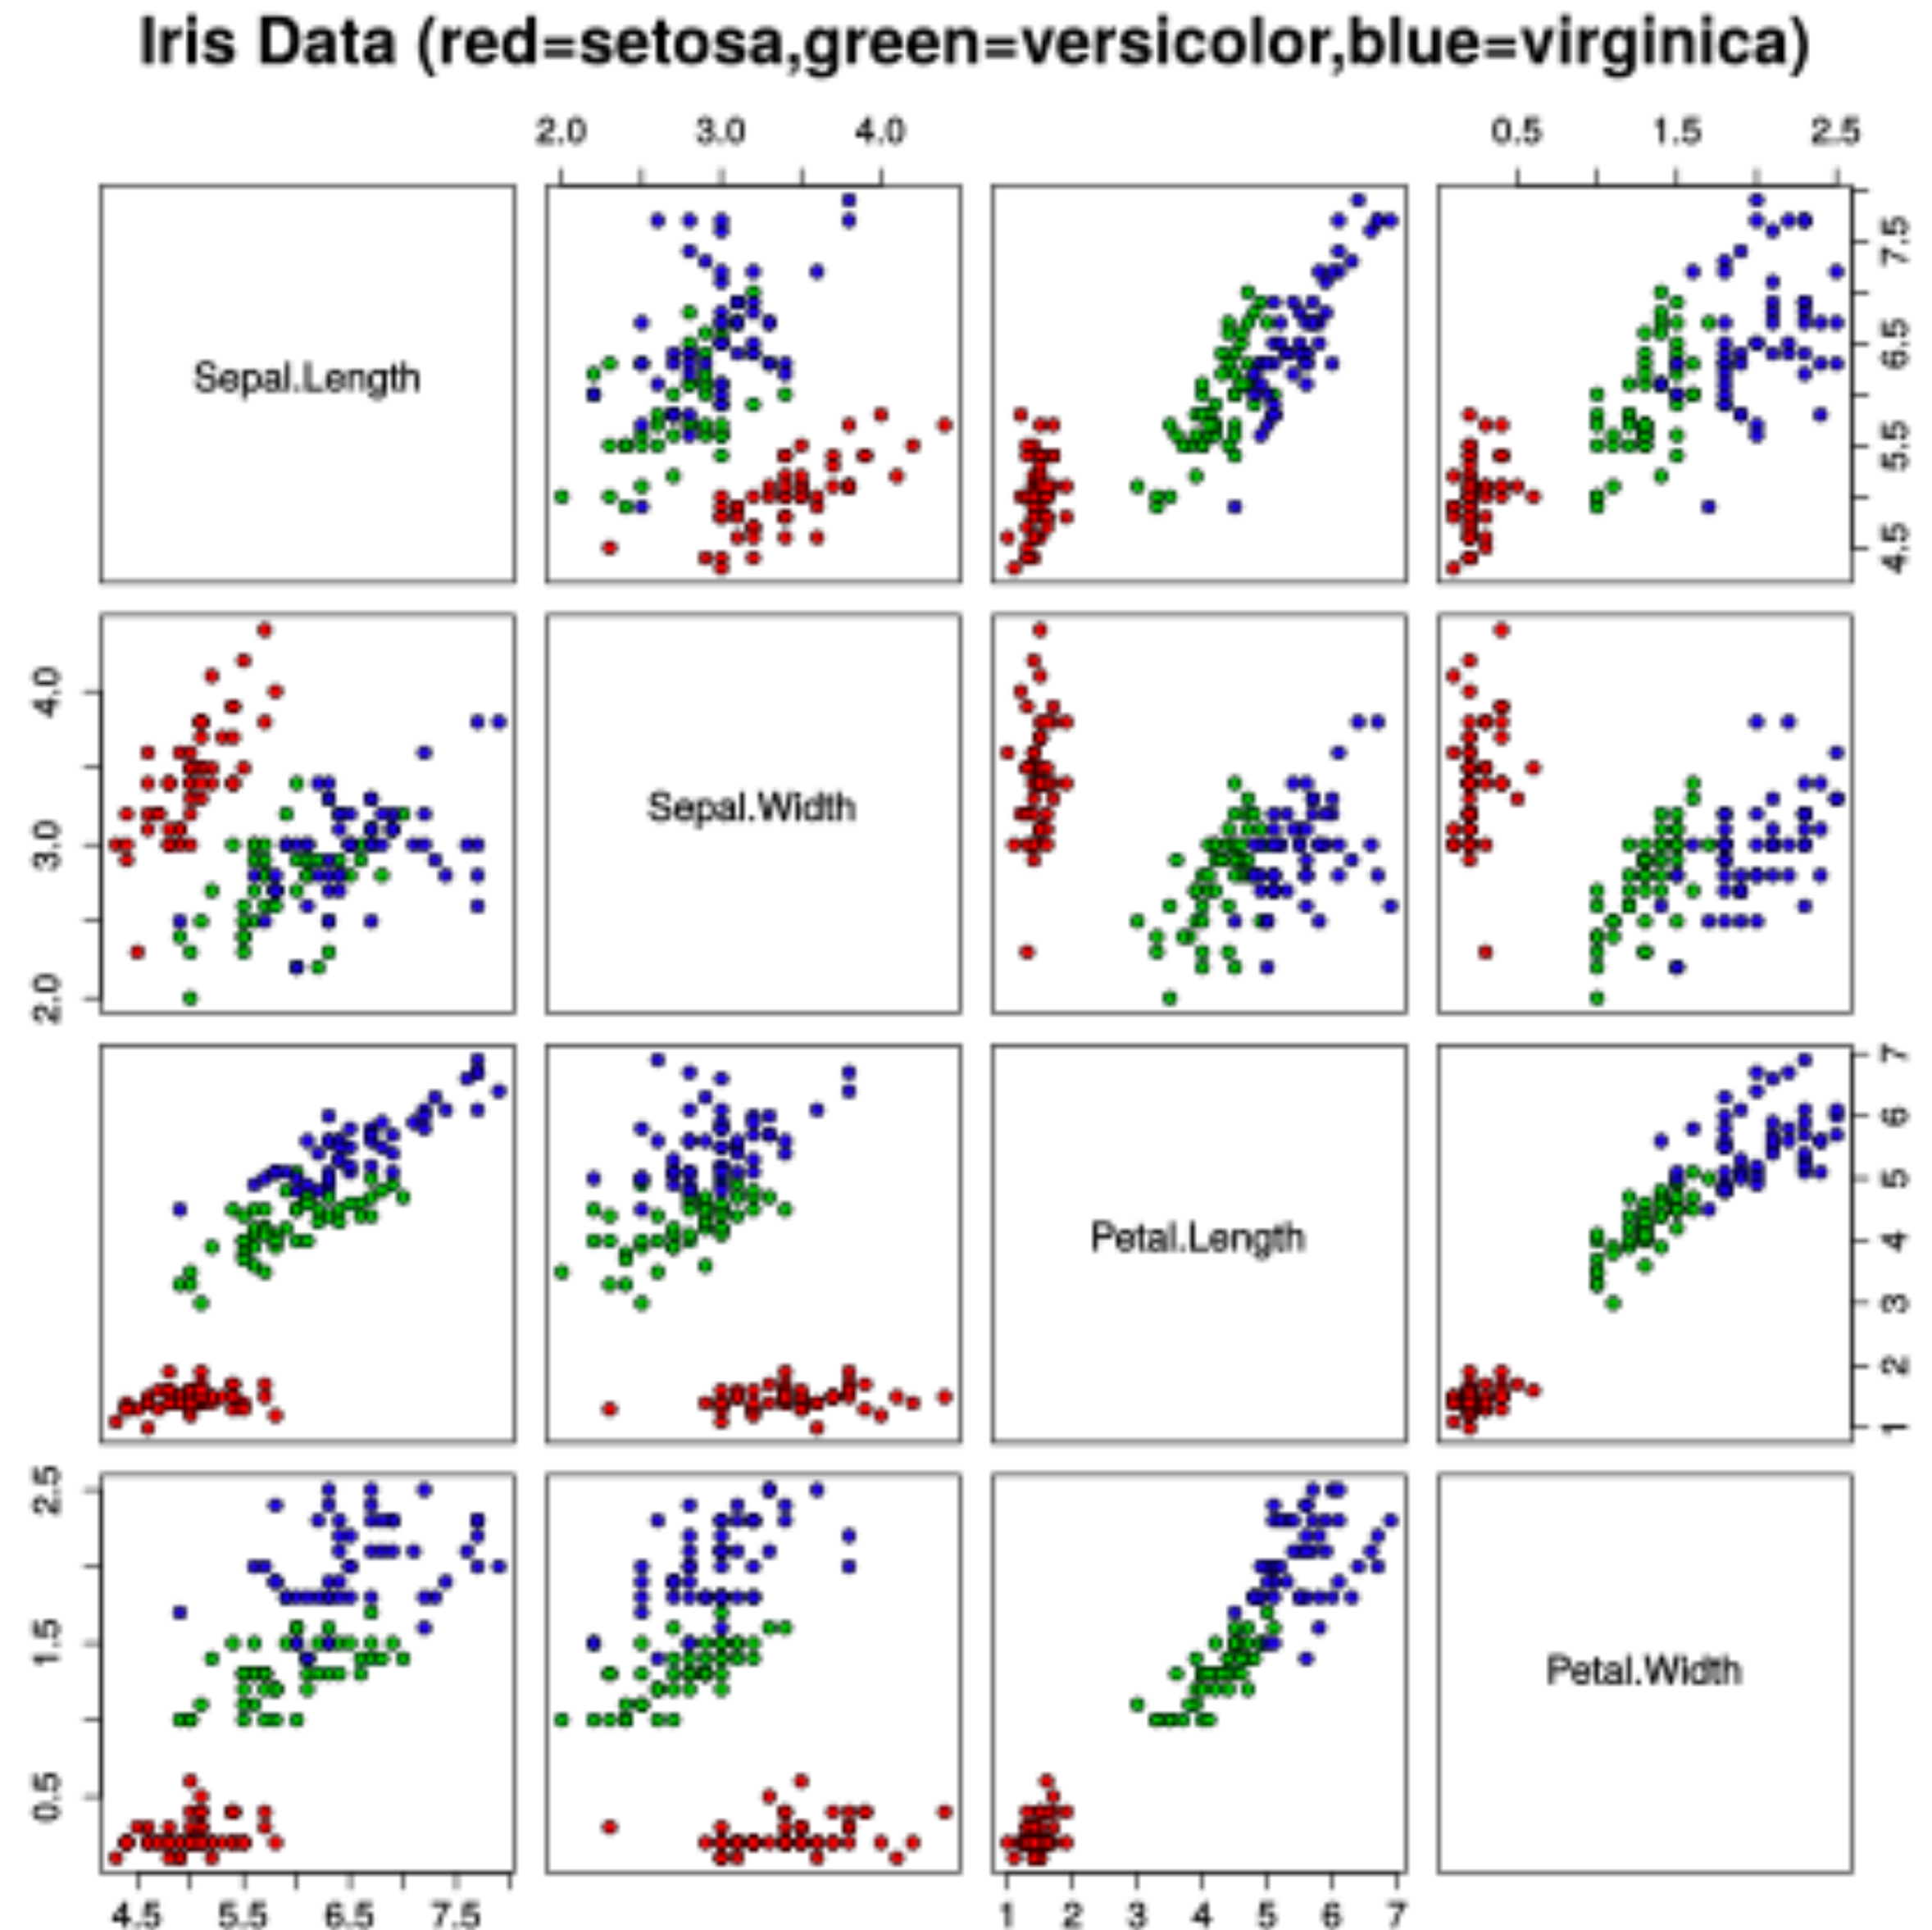 Iris Data (red=setosa,green=versicolor,blue=virginica)
2.0 3.0 4.0
0.5 1.5 2.5
Sepal.Length
4.5 5.5 6.5 7.5
2.0 3.0 4.0
Sepal.Width
Petal.Length
1 2 3 4 5 6 7
0.5 1.5 2.5
Petal.Width
4.5 5.5 6.5 7.5
1 2 3 4 5 6 7